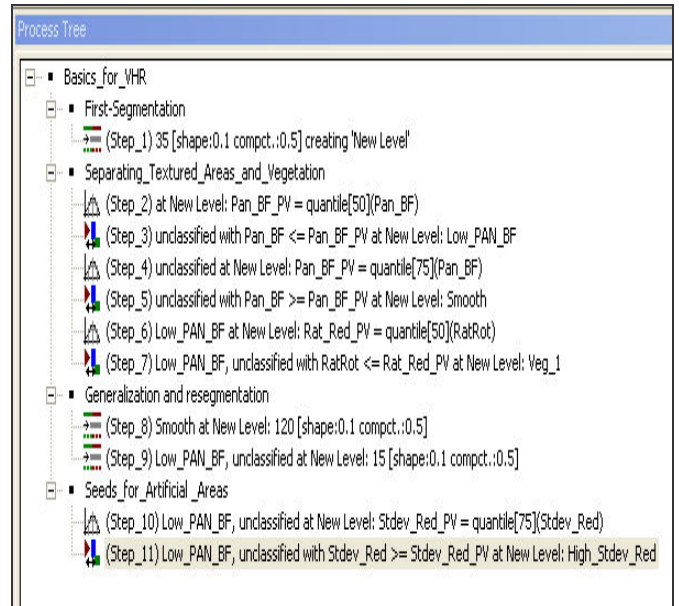 Process Tree
Basics_for_VHR
First-Segmentation
(Step_1) 35 [shape:0.1 compct.:0.5] creating 'New Level'
Separating_Textured_Areas_and_Vegetation
(Step_2) at New Level: Pan_BF_PV = quantile[50](Pan_BF)
(Step_3) unclassified with Pan_BF <= Pan_BF_PV at New Level: Low_PAN_BF
(Step_4) unclassified at New Level: Pan_BF_PV = quantile[75](Pan_BF)
(Step_5) unclassified with Pan_BF >= Pan_BF_PV at New Level: Smooth
(Step_6) Low_PAN_BF at New Level: Rat_Red_PV = quantile[50](RatRot)
(Step_7) Low_PAN_BF, unclassified with RatRot <= Rat_Red_PV at New Level: Veg_1
Generalization and resegmentation
(Step_8) Smooth at New Level: 120 [shape:0.1 compct.:0.5]
(Step_9) Low_PAN_BF, unclassified at New Level: 15 [shape:0.1 compct.:0.5]
Seeds_for_Artificial _Areas
(Step_10) Low_PAN_BF, unclassified at New Level: Stdev_Red_PV = quantile[75](Stdev_Red)
(Step_11) Low_PAN_BF, unclassified with Stdev_Red >= Stdev_Red_PV at New Level: High_Stdev_Red